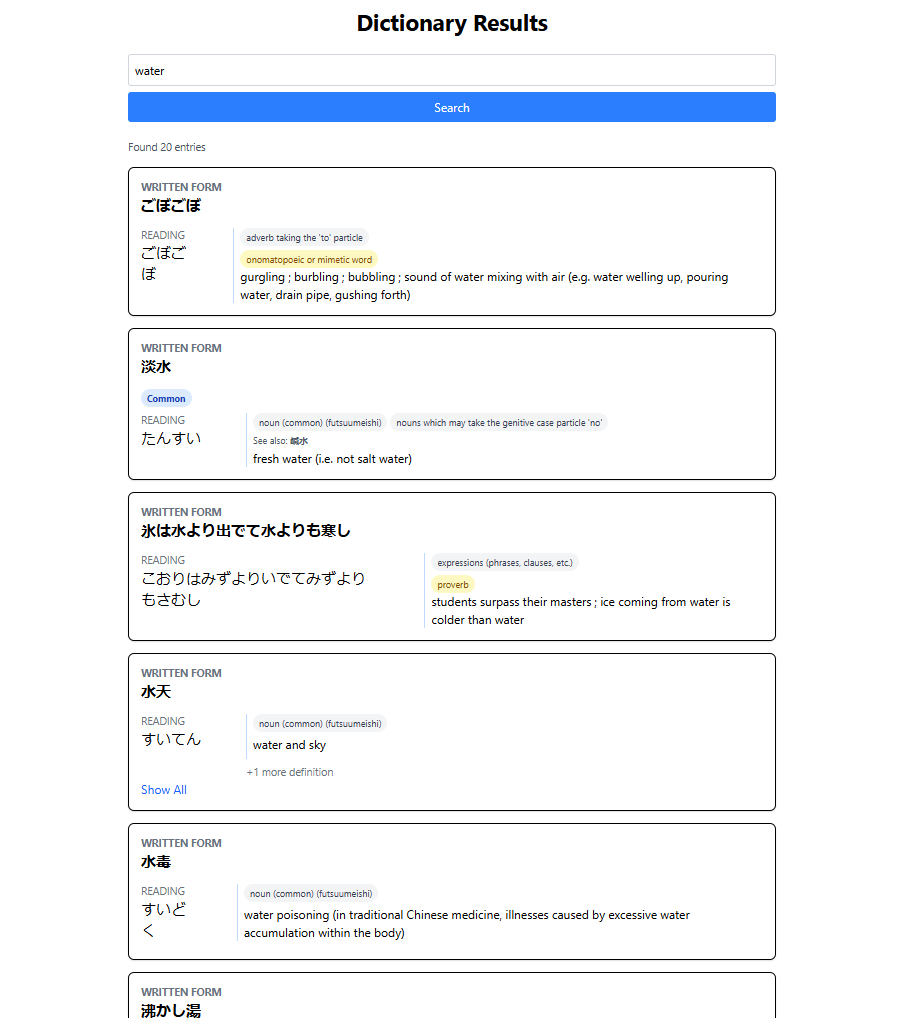 Dictionary Results
water
Search
Found 20 entries
WRITTEN FORM
ごぼごぼ
READING
ごぼご
ぼ
adverb taking the 'to' particle
onomatopoeic or mimetic word
gurgling ; burbling ; bubbling ; sound of water mixing with air (e.g. water welling up, pouring
water, drain pipe, gushing forth)
WRITTEN FORM
淡水
Common
READING
たんすい
noun (common) (futsuumeishi) nouns which may take the genitive case particle 'no'
See also: 鹹水
fresh water (i.e. not salt water)
WRITTEN FORM
氷は水より出でて水よりも寒し
READING
こおりはみずよりいでてみずより
もさむし
expressions (phrases, clauses, etc.)
proverb
students surpass their masters ; ice coming from water is
colder than water
WRITTEN FORM
水天
READING
すいてん
noun (common) (futsuumeishi)
water and sky
+1 more definition
Show All
WRITTEN FORM
水毒
READING
すいど
く
noun (common) (futsuumeishi)
water poisoning (in traditional Chinese medicine, illnesses caused by excessive water
accumulation within the body)
WRITTEN FORM
沸かし湯